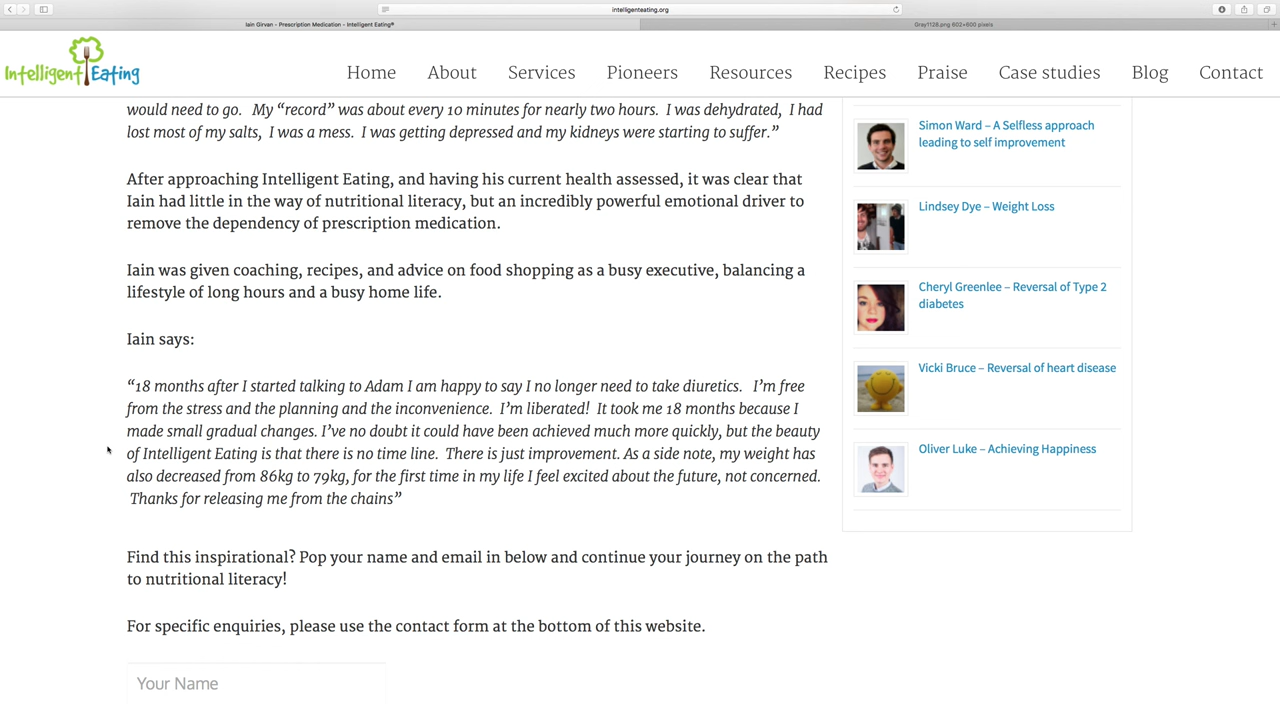 intelligenteating.org
Iain Girvan - Prescription Medication - Intelligent Eating®
Gray1128.png 602×600 pixels
Intelligent Eating
Home
About
Services
Pioneers
Resources
Recipes
Praise
Case studies
Blog
Contact
would need to go.   My “record” was about every 10 minutes for nearly two hours.  I was dehydrated,  I had
lost most of my salts,  I was a mess.  I was getting depressed and my kidneys were starting to suffer.”
After approaching Intelligent Eating, and having his current health assessed, it was clear that
Iain had little in the way of nutritional literacy, but an incredibly powerful emotional driver to
remove the dependency of prescription medication.
Iain was given coaching, recipes, and advice on food shopping as a busy executive, balancing a
lifestyle of long hours and a busy home life.
Iain says:
“18 months after I started talking to Adam I am happy to say I no longer need to take diuretics.   I’m free
from the stress and the planning and the inconvenience.  I’m liberated!  It took me 18 months because I
made small gradual changes. I’ve no doubt it could have been achieved much more quickly, but the beauty
of Intelligent Eating is that there is no time line.  There is just improvement. As a side note, my weight has
also decreased from 86kg to 79kg, for the first time in my life I feel excited about the future, not concerned.
Thanks for releasing me from the chains”
Find this inspirational? Pop your name and email in below and continue your journey on the path
to nutritional literacy!
For specific enquiries, please use the contact form at the bottom of this website.
Your Name
Simon Ward – A Selfless approach
leading to self improvement
Lindsey Dye – Weight Loss
Cheryl Greenlee – Reversal of Type 2
diabetes
Vicki Bruce – Reversal of heart disease
Oliver Luke – Achieving Happiness